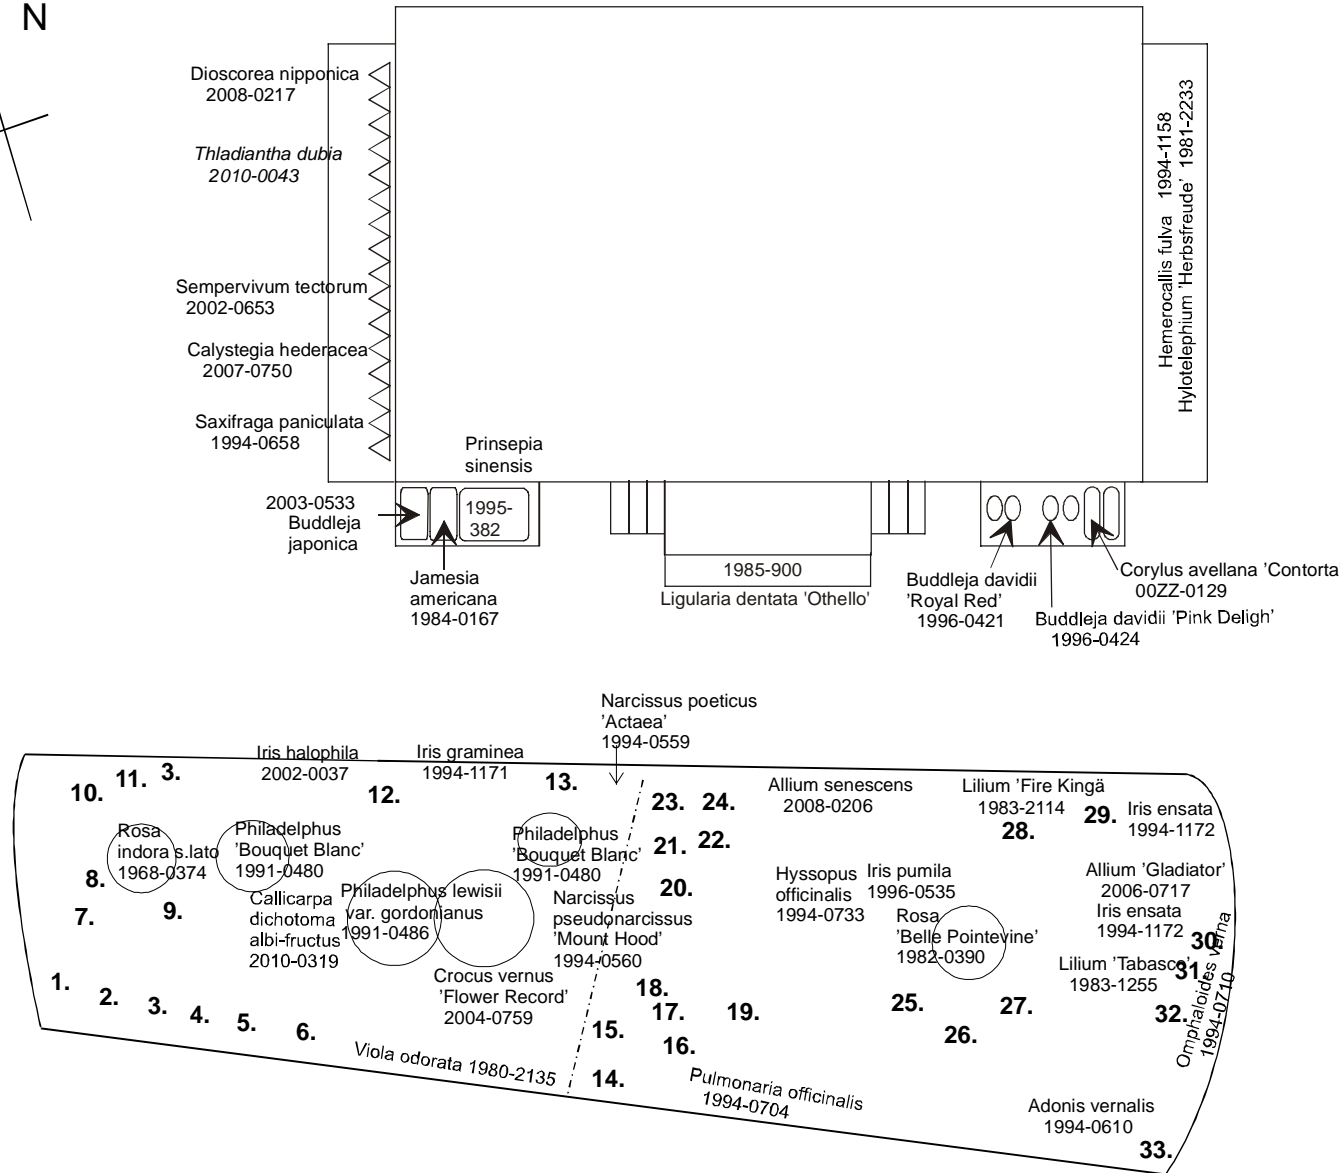 N
Dioscorea nipponica
2008-0217
Thladiantha dubia
2010-0043
Sempervivum tectorum
2002-0653
Calystegia hederacea
2007-0750
Saxifraga paniculata
1994-0658
Hemerocallis fulva 1994-1158
Hylotelephium 'Herbsfreude' 1981-2233
Prinsepia
sinensis
1995-
382
2003-0533
Buddleja
japonica
Jamesia
americana
1984-0167
1985-900
Ligularia dentata 'Othello'
Buddleja davidii
'Royal Red'
1996-0421
Buddleja davidii 'Pink Deligh'
1996-0424
Corylus avellana 'Contorta
00ZZ-0129
Narcissus poeticus
'Actaea'
1994-0559
10.
11.
3.
Iris halophila
2002-0037
12.
Iris graminea
1994-1171
13.
23.
24.
Allium senescens
2008-0206
Lilium 'Fire Kingä
1983-2114
28.
29.
Iris ensata
1994-1172
Rosa
indora s.lato
1968-0374
Philadelphus
'Bouquet Blanc'
1991-0480
Philadelphus
'Bouquet Blanc'
1991-0480
21.
22.
20.
8.
7.
9.
Callicarpa
dichotoma
albi-fructus
2010-0319
Philadelphus lewisii
var. gordonianus
1991-0486
Narcissus
pseudonarcissus
'Mount Hood'
1994-0560
Hyssopus
officinalis
1994-0733
Iris pumila
1996-0535
Rosa
'Belle Pointevine'
1982-0390
Allium 'Gladiator'
2006-0717
Iris ensata
1994-1172
30.
Lilium 'Tabasco'
1983-1255
31.
32.
Omphaloides verna
1994-0710
Crocus vernus
'Flower Record'
2004-0759
1.
2.
3.
4.
5.
6.
18.
17.
19.
15.
16.
14.
25.
26.
27.
Viola odorata 1980-2135
Pulmonaria officinalis
1994-0704
Adonis vernalis
1994-0610
33.